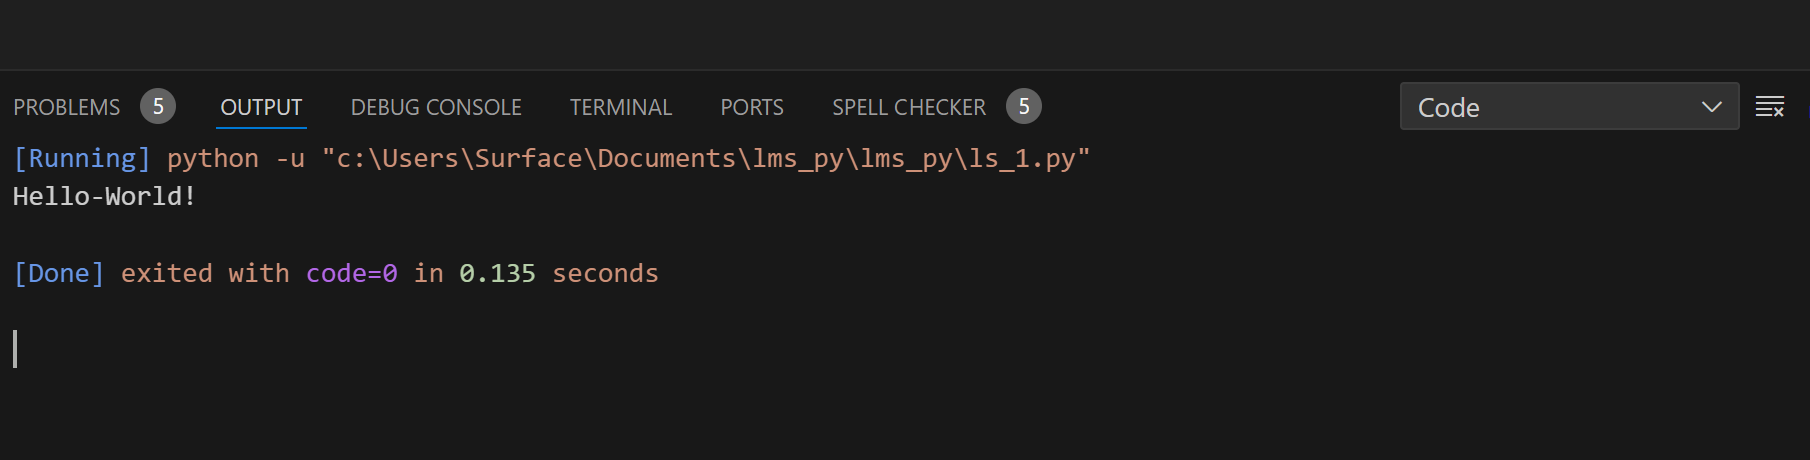 PROBLEMS 5 OUTPUT DEBUG CONSOLE TERMINAL PORTS SPELL CHECKER 5 Code
[Running] python -u "c:\Users\Surface\Documents\lms_py\lms_py\ls_1.py"
Hello-World!
[Done] exited with code=0 in 0.135 seconds